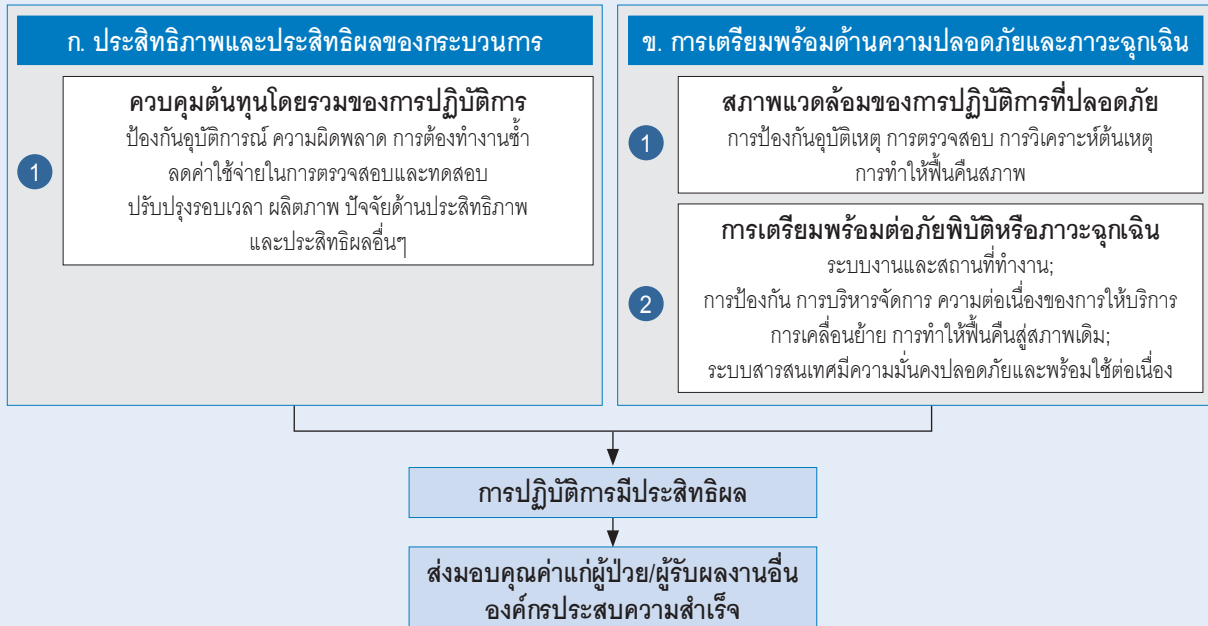 ก. ประสิทธิภาพและประสิทธิผลของกระบวนการ
1
ควบคุมต้นทุนโดยรวมของการปฏิบัติการ
ป้องกันอุบัติการณ์ ความผิดพลาด การต้องทำงานซ้ำ
ลดค่าใช้จ่ายในการตรวจสอบและทดสอบ
ปรับปรุงรอบเวลา ผลิตภาพ ปัจจัยด้านประสิทธิภาพ
และประสิทธิผลอื่นๆ
ข. การเตรียมพร้อมด้านความปลอดภัยและภาวะฉุกเฉิน
1
สภาพแวดล้อมของการปฏิบัติการที่ปลอดภัย
การป้องกันอุบัติเหตุ การตรวจสอบ การวิเคราะห์ต้นเหตุ
การทำให้ฟื้นคืนสภาพ
2
การเตรียมพร้อมต่อภัยพิบัติหรือภาวะฉุกเฉิน
ระบบงานและสถานที่ทำงาน;
การป้องกัน การบริหารจัดการ ความต่อเนื่องของการให้บริการ
การเคลื่อนย้าย การทำให้ฟื้นคืนสู่สภาพเดิม;
ระบบสารสนเทศมีความมั่นคงปลอดภัยและพร้อมใช้ต่อเนื่อง
การปฏิบัติการมีประสิทธิผล
ส่งมอบคุณค่าแก่ผู้ป่วย/ผู้รับผลงานอื่น
องค์กรประสบความสำเร็จ